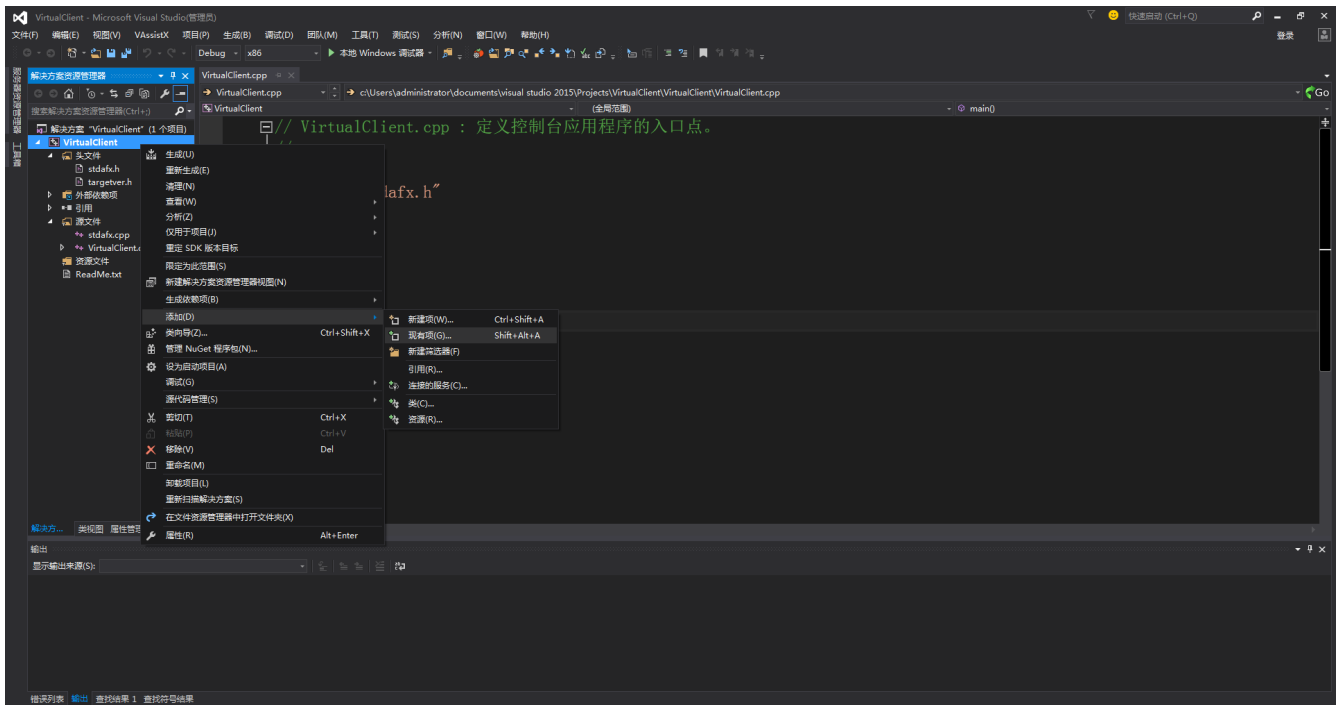 VirtualClient - Microsoft Visual Studio(管理员)
快速启动 (Ctrl+Q)
文件(F) 编辑(E) 视图(V) VAssistX 项目(P) 生成(B) 调试(D) 团队(M) 工具(T) 测试(S) 分析(N) 窗口(W) 帮助(H)
登录
Debug x86 本地 Windows 调试器
服务器资源管理器
工具箱
解决方案资源管理器
VirtualClient.cpp
VirtualClient.cpp
c:\Users\administrator\documents\visual studio 2015\Projects\VirtualClient\VirtualClient\VirtualClient.cpp
Go
搜索解决方案资源管理器(Ctrl+;)
VirtualClient
(全局范围)
main()
解决方案 "VirtualClient" (1 个项目)
VirtualClient
头文件
stdafx.h
targetver.h
外部依赖项
引用
源文件
stdafx.cpp
VirtualClient.c
资源文件
ReadMe.txt
// VirtualClient.cpp : 定义控制台应用程序的入口点。
//
dafx.h"
生成(U)
重新生成(E)
清理(N)
查看(W)
分析(Z)
仅用于项目(J)
重定 SDK 版本目标
限定为此范围(S)
新建解决方案资源管理器视图(N)
生成依赖项(B)
添加(D)
类向导(Z)... Ctrl+Shift+X
管理 NuGet 程序包(N)...
设为启动项目(A)
调试(G)
源代码管理(S)
剪切(T) Ctrl+X
粘贴(P) Ctrl+V
移除(V) Del
重命名(M)
卸载项目(L)
重新扫描解决方案(S)
在文件资源管理器中打开文件夹(X)
属性(R) Alt+Enter
新建项(W)... Ctrl+Shift+A
现有项(G)... Shift+Alt+A
新建筛选器(F)
引用(R)...
连接的服务(C)...
类(C)...
资源(R)...
解决方... 类视图 属性管理
输出
显示输出来源(S):
错误列表 输出 查找结果 1 查找符号结果